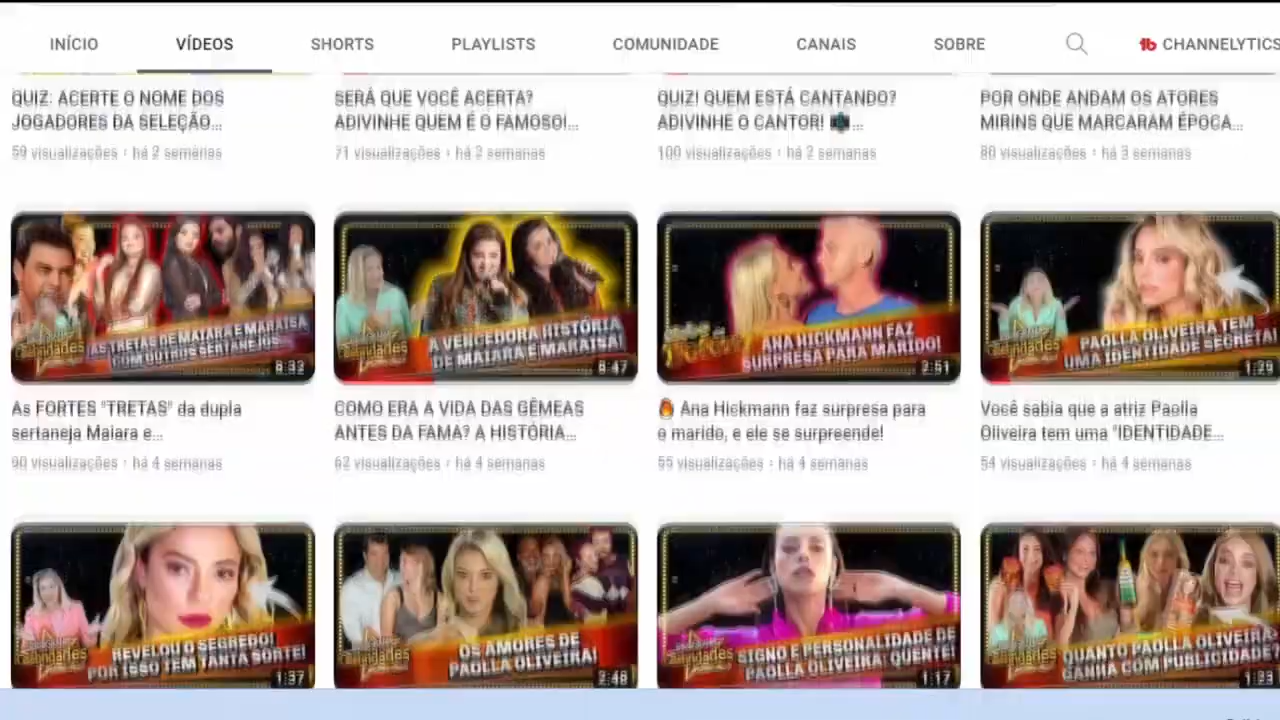 INÍCIO VÍDEOS SHORTS PLAYLISTS COMUNIDADE CANAIS SOBRE CHANNELYTICS
QUIZ: ACERTE O NOME DOS
JOGADORES DA SELEÇÃO...
59 visualizações • há 2 semanas
SERÁ QUE VOCÊ ACERTA?
ADIVINHE QUEM É O FAMOSO!...
71 visualizações • há 2 semanas
QUIZ! QUEM ESTÁ CANTANDO?
ADIVINHE O CANTOR! ...
100 visualizações • há 2 semanas
POR ONDE ANDAM OS ATORES
MIRINS QUE MARCARAM ÉPOCA...
80 visualizações • há 3 semanas
AS TRETAS DE MAIARA E MARAISA
COM OUTROS SERTANEJOS
8:32
As FORTES "TRETAS" da dupla
sertaneja Maiara e...
90 visualizações • há 4 semanas
A VENCEDORA HISTÓRIA
DE MAIARA E MARAISA!
8:47
COMO ERA A VIDA DAS GÊMEAS
ANTES DA FAMA? A HISTÓRIA...
62 visualizações • há 4 semanas
ANA HICKMANN FAZ
SURPRESA PARA MARIDO!
2:51
🔥 Ana Hickmann faz surpresa para
o marido, e ele se surpreende!
55 visualizações • há 4 semanas
PAOLLA OLIVEIRA TEM
UMA IDENTIDADE SECRETA!
1:29
Você sabia que a atriz Paolla
Oliveira tem uma "IDENTIDADE...
54 visualizações • há 4 semanas
REVELOU O SEGREDO!
POR ISSO TEM TANTA SORTE!
1:37
OS AMORES DE
PAOLLA OLIVEIRA!
2:48
SIGNO E PERSONALIDADE DE
PAOLLA OLIVEIRA: QUENTE!
1:17
QUANTO PAOLLA OLIVEIRA
GANHA COM PUBLICIDADE?
1:23